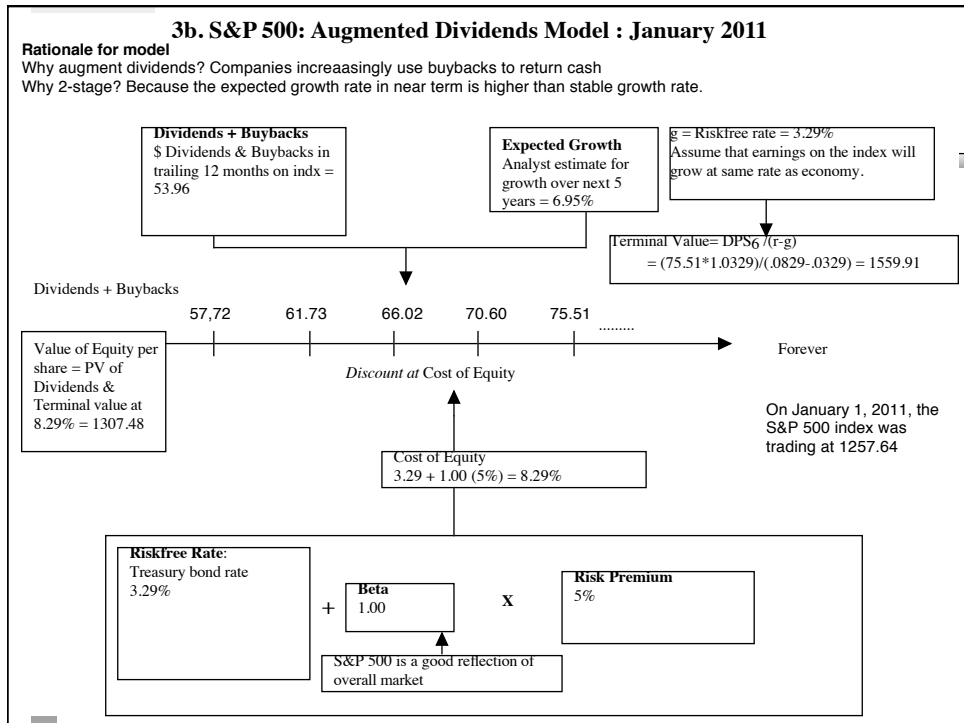 3b. S&P 500: Augmented Dividends Model : January 2011
Rationale for model
Why augment dividends? Companies increaasingly use buybacks to return cash
Why 2-stage? Because the expected growth rate in near term is higher than stable growth rate.
Dividends + Buybacks
$ Dividends & Buybacks in
trailing 12 months on indx =
53.96
Expected Growth
Analyst estimate for
growth over next 5
years = 6.95%
g = Riskfree rate = 3.29%
Assume that earnings on the index will
grow at same rate as economy.
Terminal Value= DPS6 /(r-g)
= (75.51*1.0329)/(.0829-.0329) = 1559.91
Dividends + Buybacks
57,72 61.73 66.02 70.60 75.51 .........
Value of Equity per
share = PV of
Dividends &
Terminal value at
8.29% = 1307.48
Forever
Discount at Cost of Equity
On January 1, 2011, the
S&P 500 index was
trading at 1257.64
Cost of Equity
3.29 + 1.00 (5%) = 8.29%
Riskfree Rate:
Treasury bond rate
3.29%
+
Beta
1.00
X
Risk Premium
5%
S&P 500 is a good reflection of
overall market